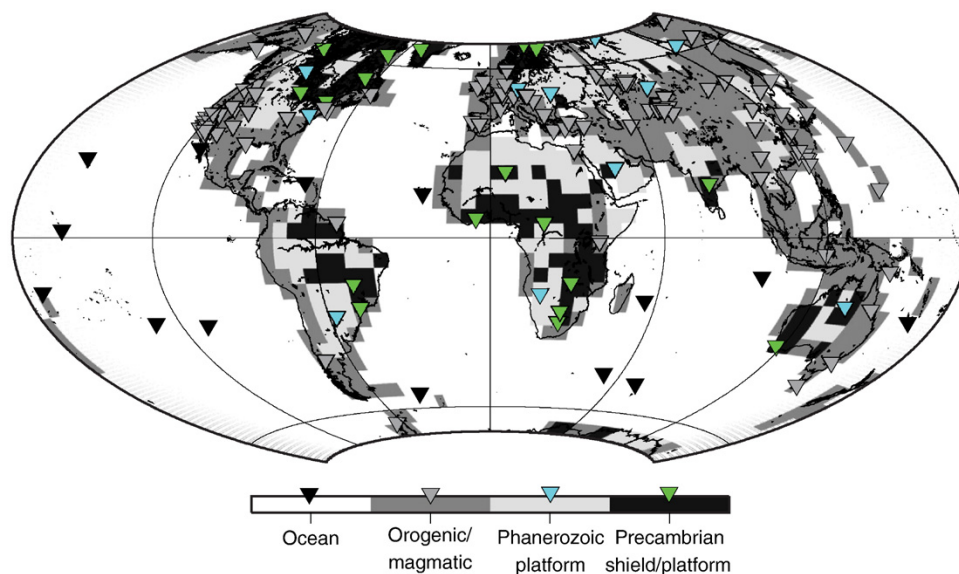 Ocean
Orogenic/
magmatic
Phanerozoic
platform
Precambrian
shield/platform